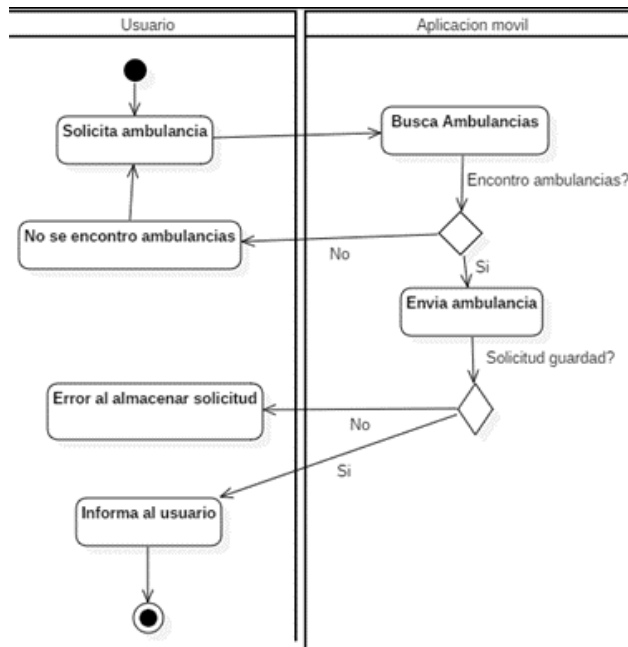 Usuario
Aplicacion movil
Solicita ambulancia
Busca Ambulancias
Encontro ambulancias?
No se encontro ambulancias
No
Si
Envia ambulancia
Solicitud guardad?
Error al almacenar solicitud
No
Si
Informa al usuario